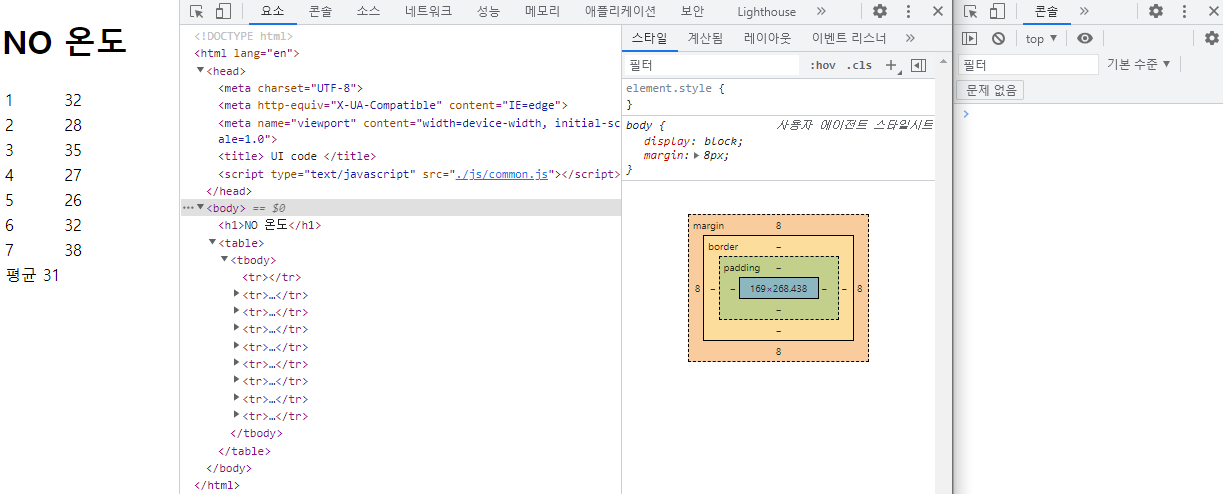 NO 온도
1 32
2 28
3 35
4 27
5 26
6 32
7 38
평균 31
요소 콘솔 소스 네트워크 성능 메모리 애플리케이션 보안 Lighthouse »
<!DOCTYPE html>
<html lang="en">
<head>
<meta charset="UTF-8">
<meta http-equiv="X-UA-Compatible" content="IE=edge">
<meta name="viewport" content="width=device-width, initial-sc
ale=1.0">
<title> UI code </title>
<script type="text/javascript" src="./js/common.js"></script>
</head>
<body> == $0
<h1>NO 온도</h1>
<table>
<tbody>
<tr></tr>
<tr>…</tr>
<tr>…</tr>
<tr>…</tr>
<tr>…</tr>
<tr>…</tr>
<tr>…</tr>
<tr>…</tr>
<tr>…</tr>
</tbody>
</table>
</body>
</html>
스타일 계산됨 레이아웃 이벤트 리스너 »
필터 :hov .cls +
element.style {
}
body { 사용자 에이전트 스타일시트
display: block;
margin: 8px;
}
margin 8
border –
padding –
8 – – 169×268.438 – – 8
–
–
8
콘솔 »
top
필터 기본 수준
문제 없음